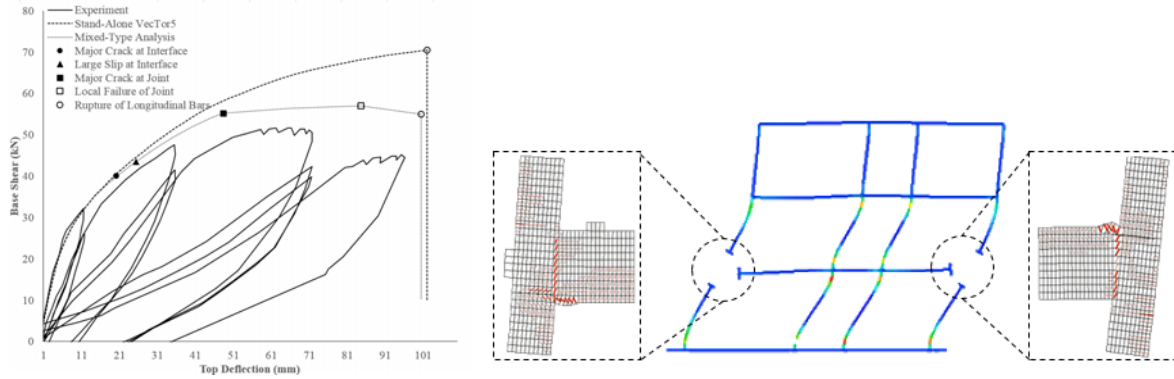 80
70
60
50
40
30
20
10
0
Base Shear (kN)
Experiment
Stand-Alone VecTor5
Mixed-Type Analysis
Major Crack at Interface
Large Slip at Interface
Major Crack at Joint
Local Failure of Joint
Rupture of Longitudinal Bars
1 11 21 31 41 51 61 71 81 91 101
Top Deflection (mm)